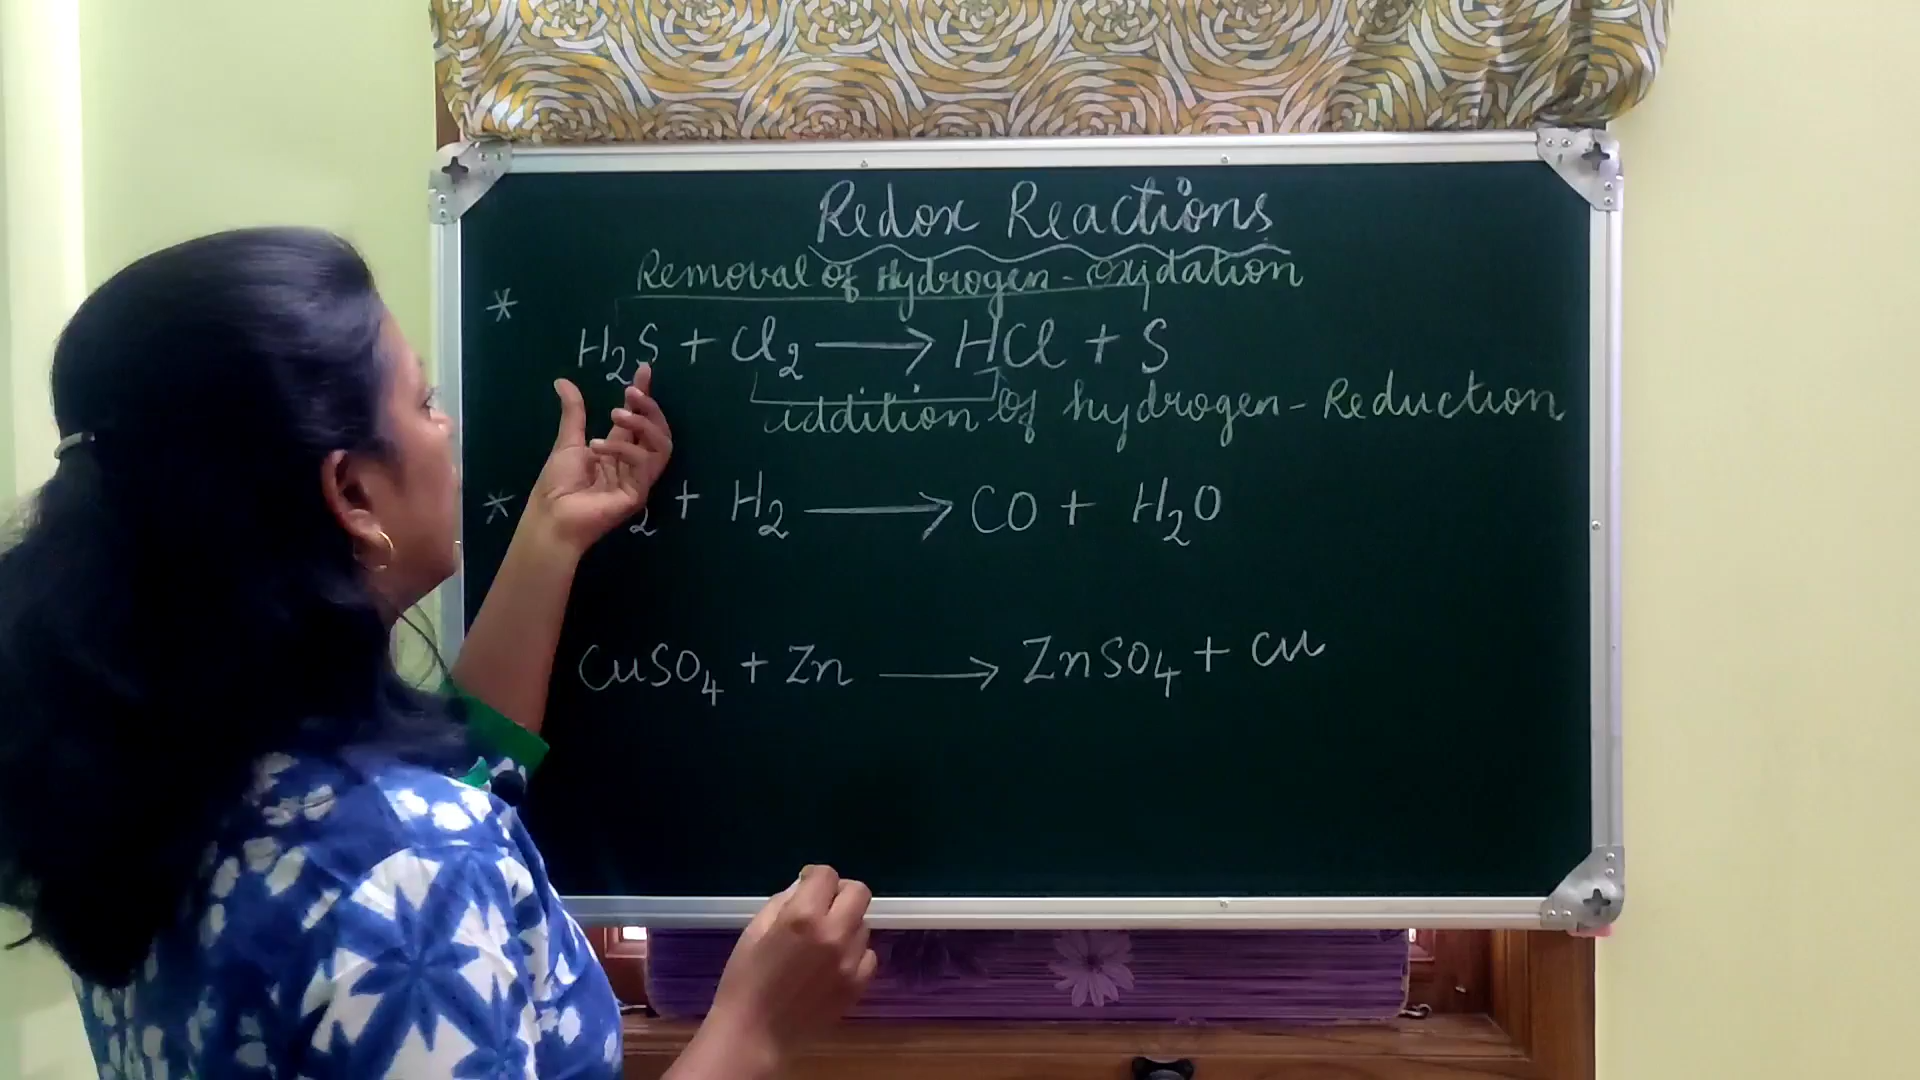 Redox Reactions
Removal of Hydrogen - Oxidation
* H₂S + Cl₂ ⟶ HCl + S
addition of hydrogen - Reduction
* ₂ + H₂ ⟶ CO + H₂O
CuSO₄ + Zn ⟶ ZnSO₄ + Cu